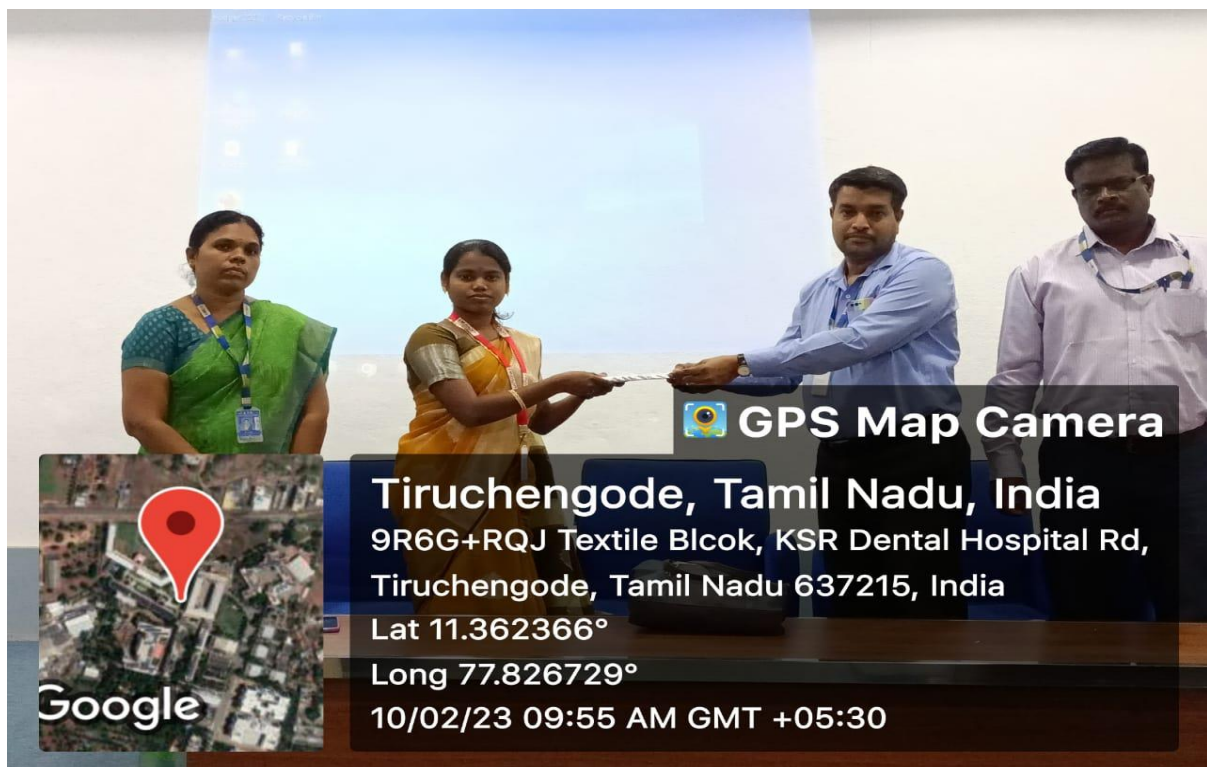 GPS Map Camera
Tiruchengode, Tamil Nadu, India
9R6G+RQJ Textile Blcok, KSR Dental Hospital Rd,
Tiruchengode, Tamil Nadu 637215, India
Lat 11.362366°
Long 77.826729°
10/02/23 09:55 AM GMT +05:30
Google